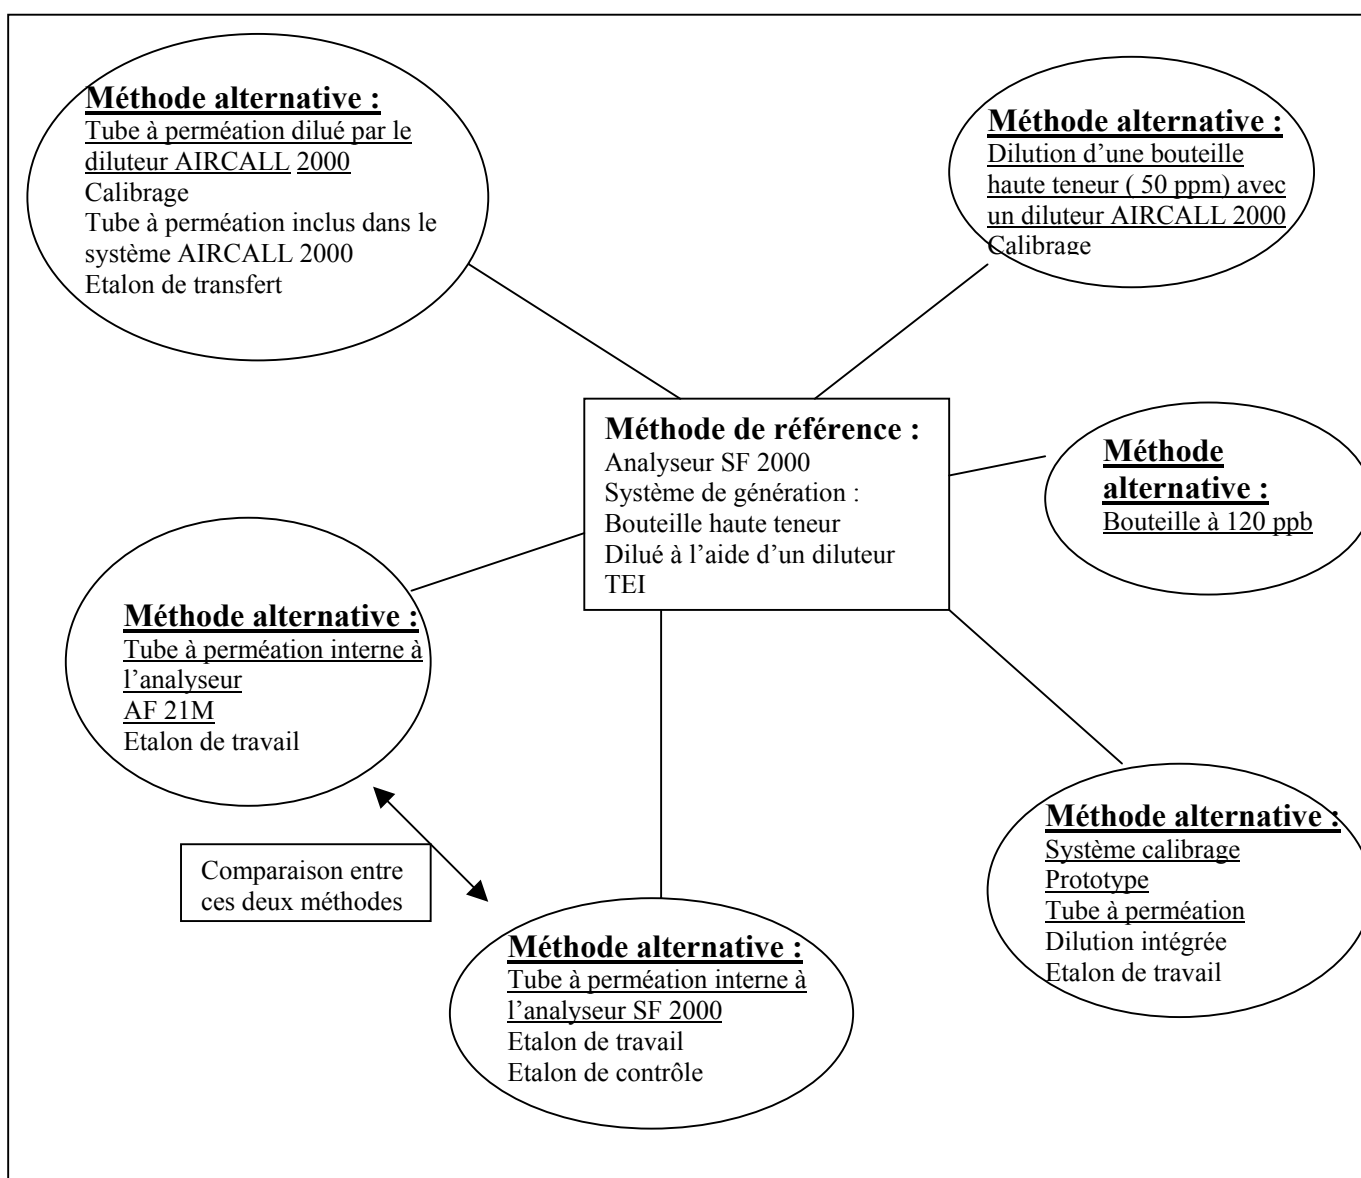 Méthode alternative :
Tube à perméation dilué par le
diluteur AIRCALL 2000
Calibrage
Tube à perméation inclus dans le
système AIRCALL 2000
Etalon de transfert
Méthode alternative :
Dilution d’une bouteille
haute teneur ( 50 ppm) avec
un diluteur AIRCALL 2000
Calibrage
Méthode de référence :
Analyseur SF 2000
Système de génération :
Bouteille haute teneur
Dilué à l’aide d’un diluteur
TEI
Méthode
alternative :
Bouteille à 120 ppb
Méthode alternative :
Tube à perméation interne à
l’analyseur
AF 21M
Etalon de travail
Méthode alternative :
Système calibrage
Prototype
Tube à perméation
Dilution intégrée
Etalon de travail
Comparaison entre
ces deux méthodes
Méthode alternative :
Tube à perméation interne à
l’analyseur SF 2000
Etalon de travail
Etalon de contrôle